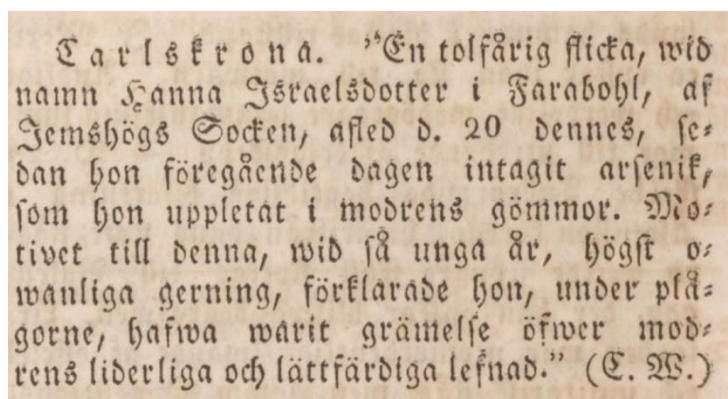 Carlskrona. "En tolfårig flicka, wid
namn Hanna Israelsdotter i Farabohl, af
Jemshögs Socken, afled d. 20 dennes, se-
dan hon föregående dagen intagit arsenik,
som hon uppletat i modrens gömmor. Mo-
tivet till denna, wid så unga år, högst o-
wanliga gerning, förklarade hon, under plå-
gorne, hafwa warit grämelse öfwer mod-
rens liderliga och lättfärdiga lefnad." (C. W.)